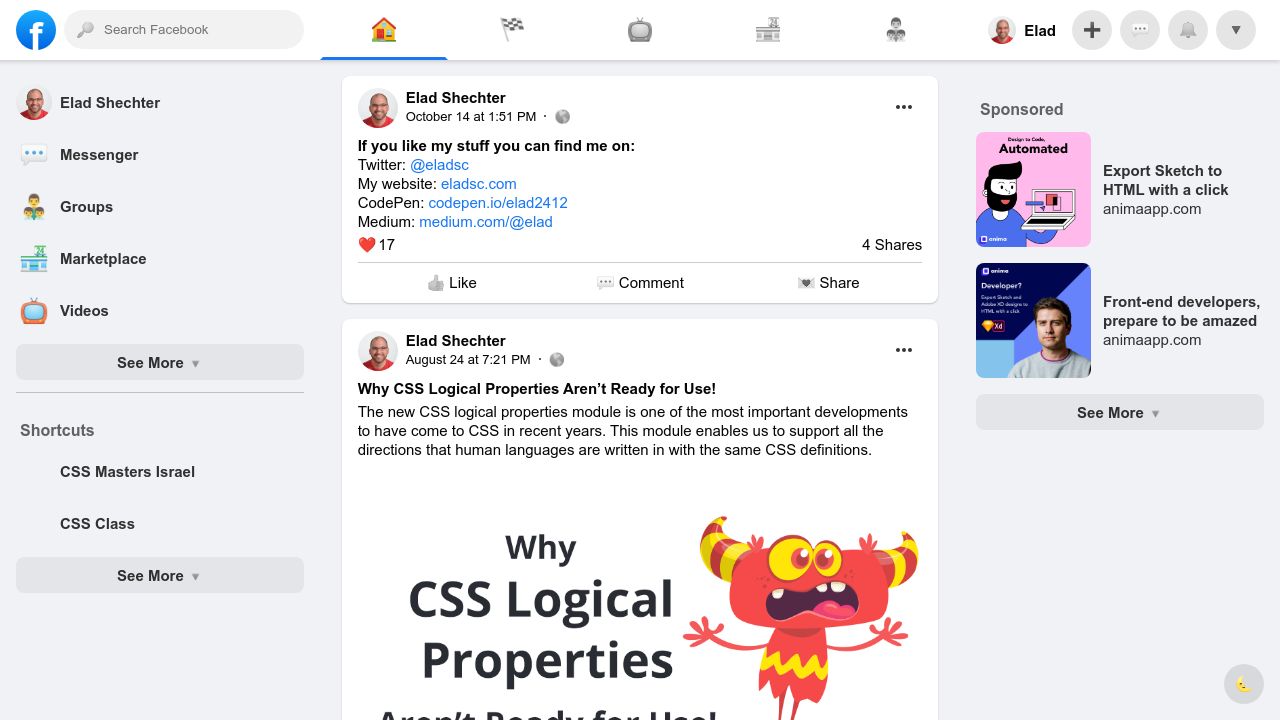 f
Search Facebook
Elad
Elad Shechter
Messenger
Groups
Marketplace
Videos
See More ▼
Shortcuts
CSS Masters Israel
CSS Class
See More ▼
Elad Shechter
October 14 at 1:51 PM ·
If you like my stuff you can find me on:
Twitter: @eladsc
My website: eladsc.com
CodePen: codepen.io/elad2412
Medium: medium.com/@elad
❤️ 17
4 Shares
Like
Comment
Share
Elad Shechter
August 24 at 7:21 PM ·
Why CSS Logical Properties Aren’t Ready for Use!
The new CSS logical properties module is one of the most important developments
to have come to CSS in recent years. This module enables us to support all the
directions that human languages are written in with the same CSS definitions.
Why
CSS Logical
Properties
Aren’t Ready for Use!
Sponsored
Design to Code,
Automated
anima
Export Sketch to
HTML with a click
animaapp.com
anima
Developer?
Export Sketch and
Adobe XD designs to
HTML with a click
Xd
Front-end developers,
prepare to be amazed
animaapp.com
See More ▼